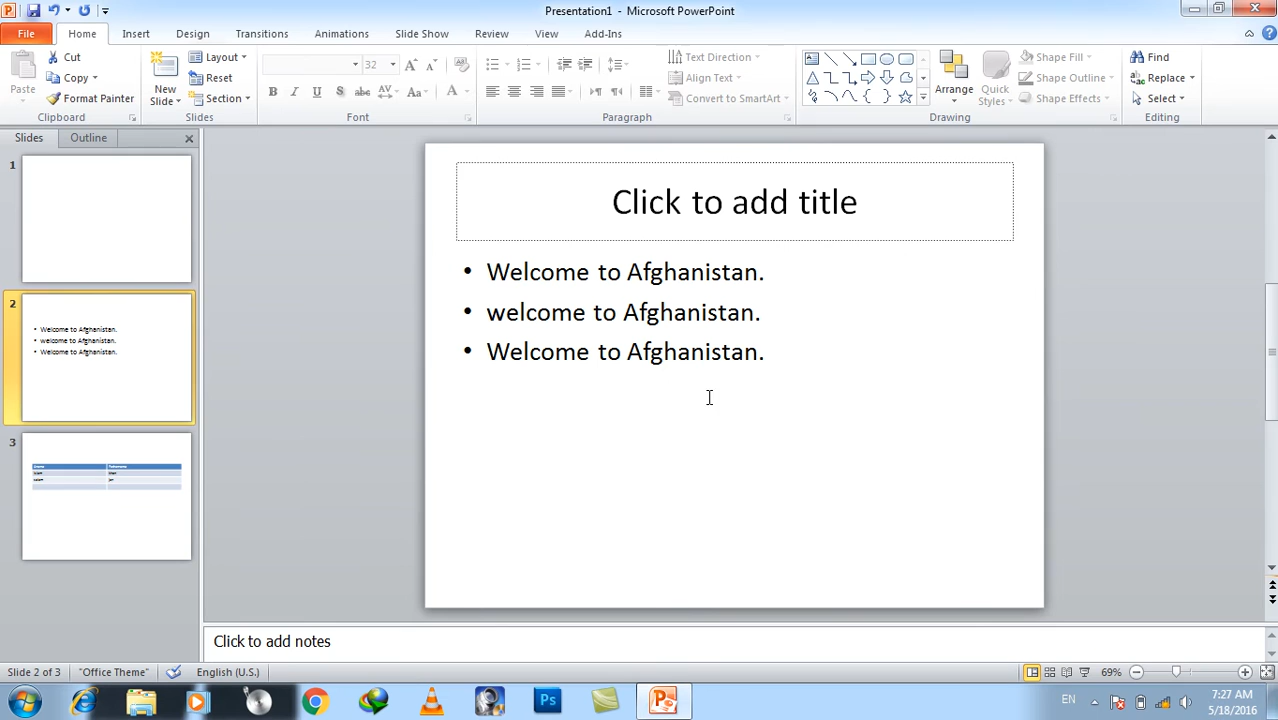 Presentation1 - Microsoft PowerPoint
File Home Insert Design Transitions Animations Slide Show Review View Add-Ins
Paste
Cut
Copy
Format Painter
Clipboard
New Slide
Layout
Reset
Section
Slides
32
B I U S abc AV Aa A
Font
Text Direction
Align Text
Convert to SmartArt
Paragraph
Arrange
Quick Styles
Shape Fill
Shape Outline
Shape Effects
Drawing
Find
Replace
Select
Editing
Slides Outline
1
2
• Welcome to Afghanistan.
• welcome to Afghanistan.
• Welcome to Afghanistan.
3
Click to add title
• Welcome to Afghanistan.
• welcome to Afghanistan.
• Welcome to Afghanistan.
Click to add notes
Slide 2 of 3 "Office Theme" English (U.S.) 69%
Ps P EN 7:27 AM
5/18/2016